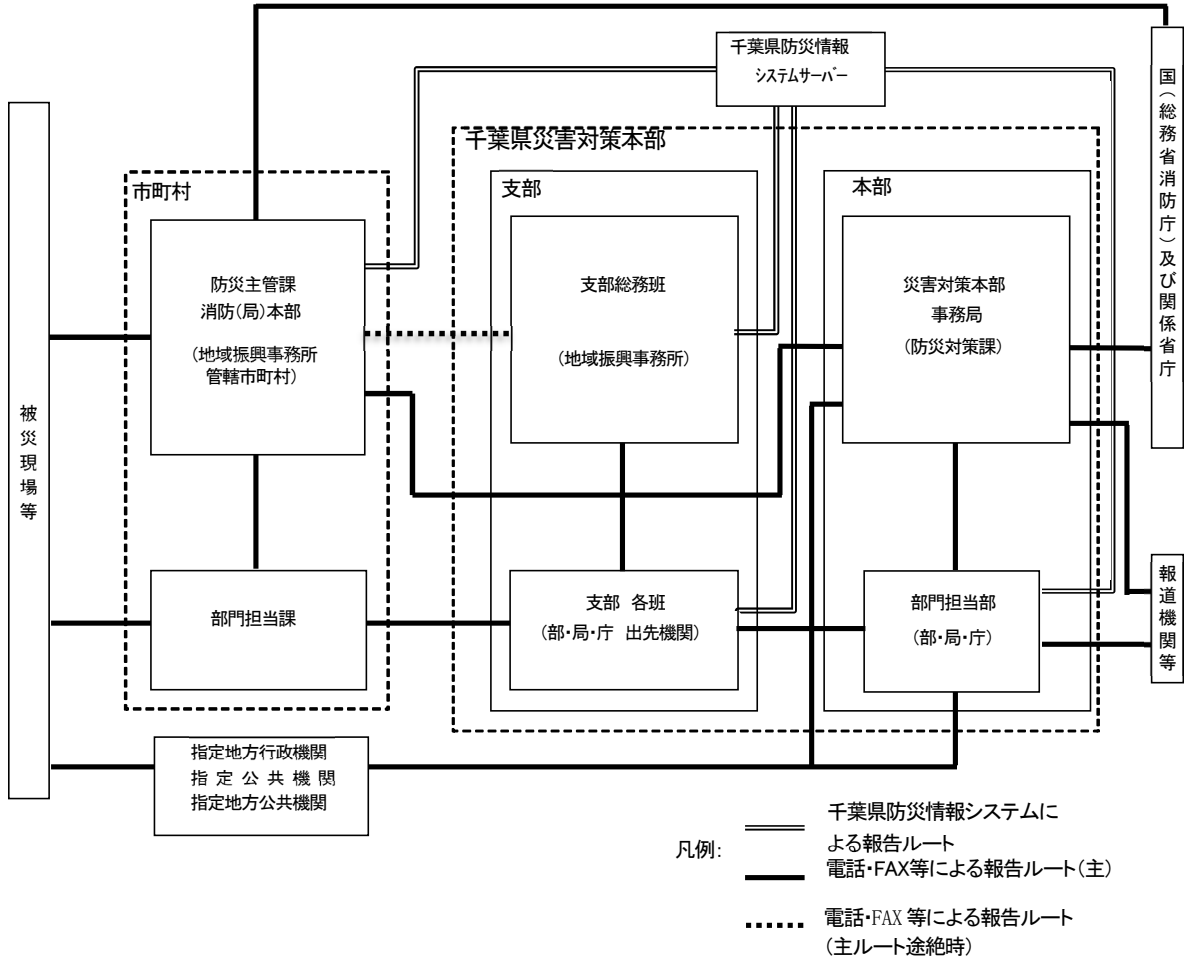 千葉県防災情報
システムサーバー
国(総務省消防庁)及び関係省庁
千葉県災害対策本部
市町村
支部
本部
防災主管課
消防(局)本部
(地域振興事務所
管轄市町村)
支部総務班
(地域振興事務所)
災害対策本部
事務局
(防災対策課)
被災現場等
部門担当課
支部 各班
(部・局・庁 出先機関)
部門担当部
(部・局・庁)
報道機関等
指定地方行政機関
指定公共機関
指定地方公共機関
凡例:
千葉県防災情報システムに
よる報告ルート
電話・FAX等による報告ルート(主)
電話・FAX 等による報告ルート
(主ルート途絶時)